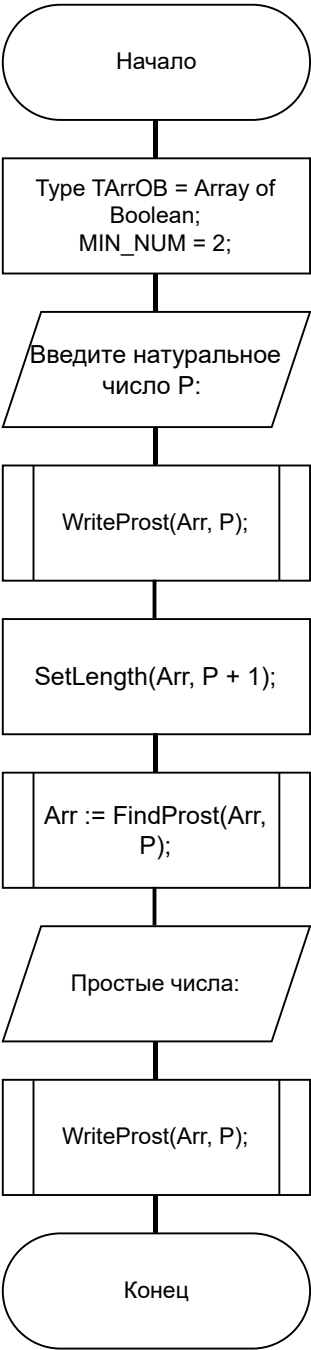 Начало
Type TArrOB = Array of
Boolean;
MIN_NUM = 2;
Введите натуральное
число P:
WriteProst(Arr, P);
SetLength(Arr, P + 1);
Arr := FindProst(Arr,
P);
Простые числа:
WriteProst(Arr, P);
Конец